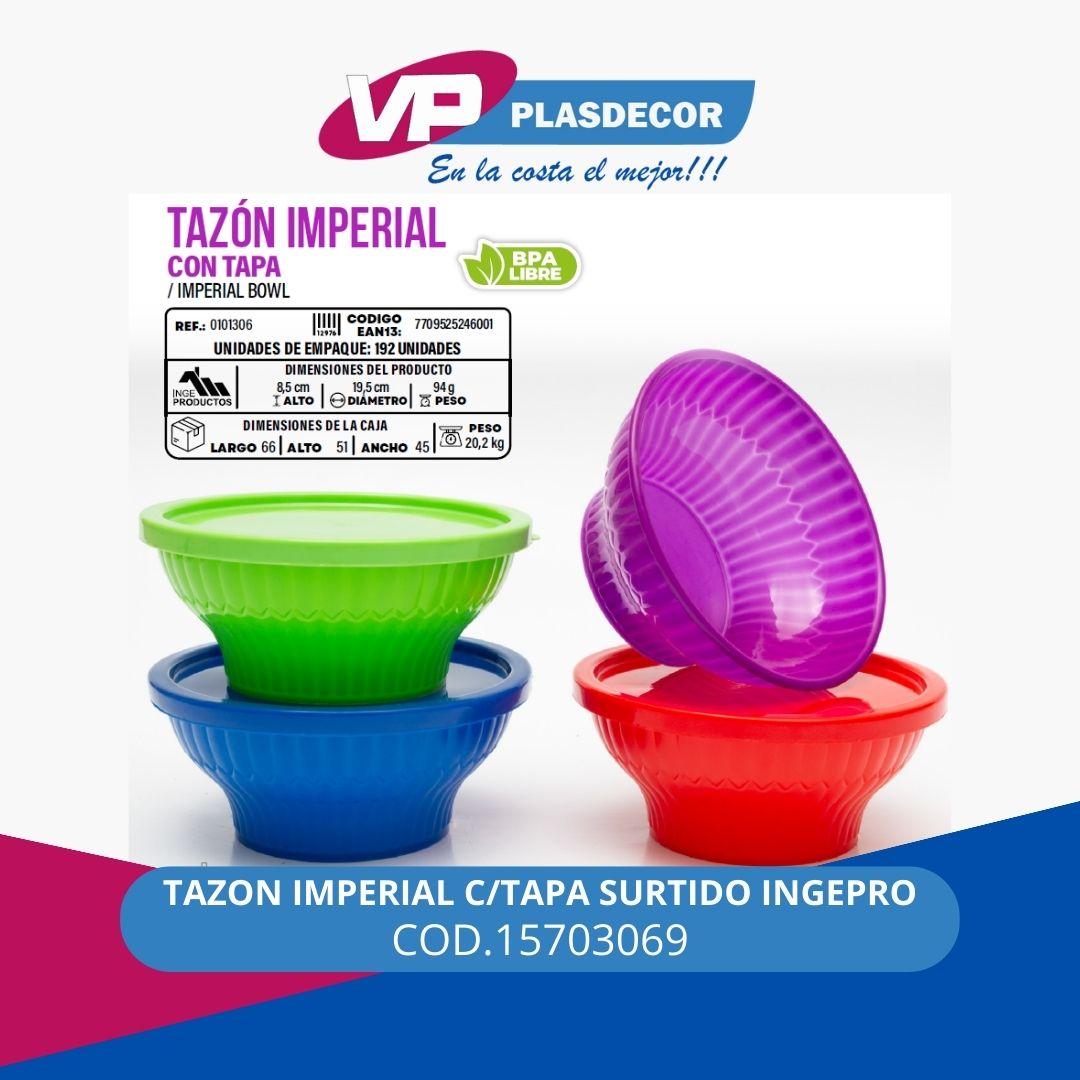 VP PLASDECOR
En la costa el mejor!!!
TAZÓN IMPERIAL
CON TAPA
/ IMPERIAL BOWL
BPA
LIBRE
REF.: 0101306
12976
CODIGO
EAN13:
7709525246001
UNIDADES DE EMPAQUE: 192 UNIDADES
INGE
PRODUCTOS
DIMENSIONES DEL PRODUCTO
8,5 cm 19,5 cm 94 g
ALTO DIÁMETRO PESO
DIMENSIONES DE LA CAJA
LARGO 66 ALTO 51 ANCHO 45
PESO
20,2 kg
TAZON IMPERIAL C/TAPA SURTIDO INGEPRO
COD.15703069